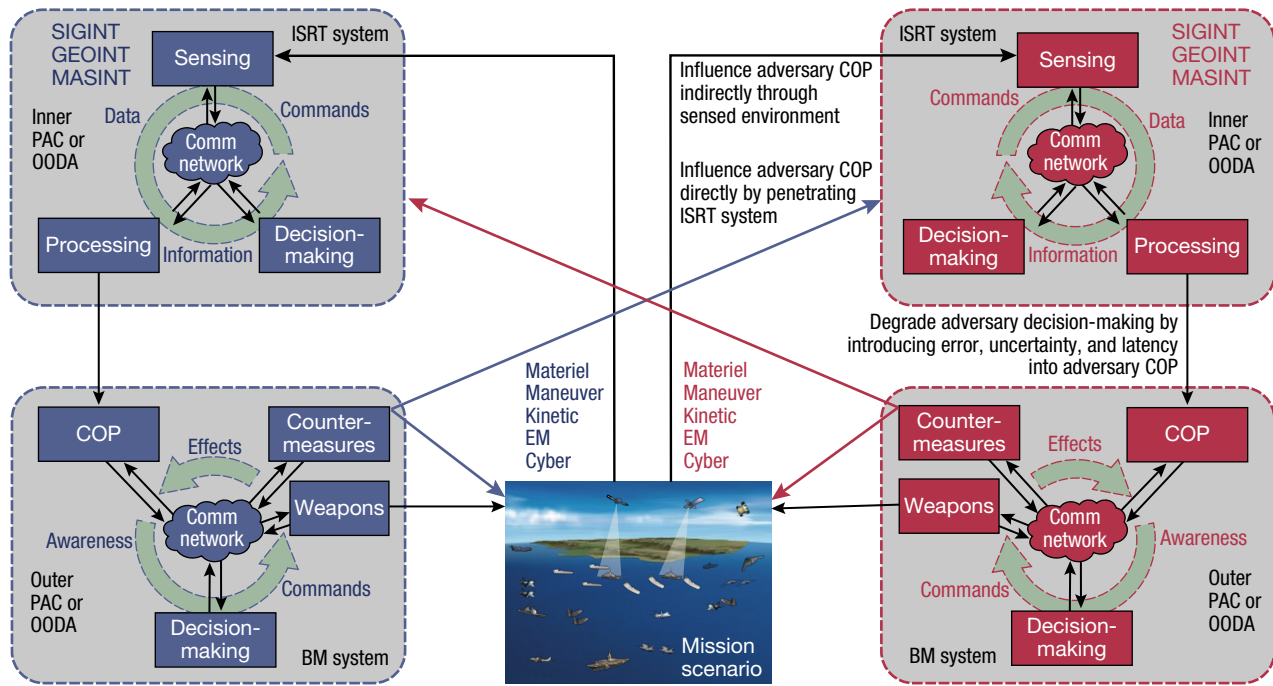 SIGINT
GEOINT
MASINT
ISRT system
Sensing
Data
Commands
Inner
PAC or
OODA
Comm
network
Processing
Information
Decision-
making
ISRT system
Influence adversary COP
indirectly through
sensed environment
Influence adversary COP
directly by penetrating
ISRT system
SIGINT
GEOINT
MASINT
Sensing
Commands
Data
Inner
PAC or
OODA
Comm
network
Decision-
making
Information
Processing
Degrade adversary decision-making by
introducing error, uncertainty, and latency
into adversary COP
COP
Counter-
measures
Effects
Weapons
Comm
network
Awareness
Commands
Outer
PAC or
OODA
Decision-
making
BM system
Materiel
Maneuver
Kinetic
EM
Cyber
Materiel
Maneuver
Kinetic
EM
Cyber
Mission
scenario
Counter-
measures
Effects
COP
Weapons
Comm
network
Awareness
Commands
Outer
PAC or
OODA
Decision-
making
BM system